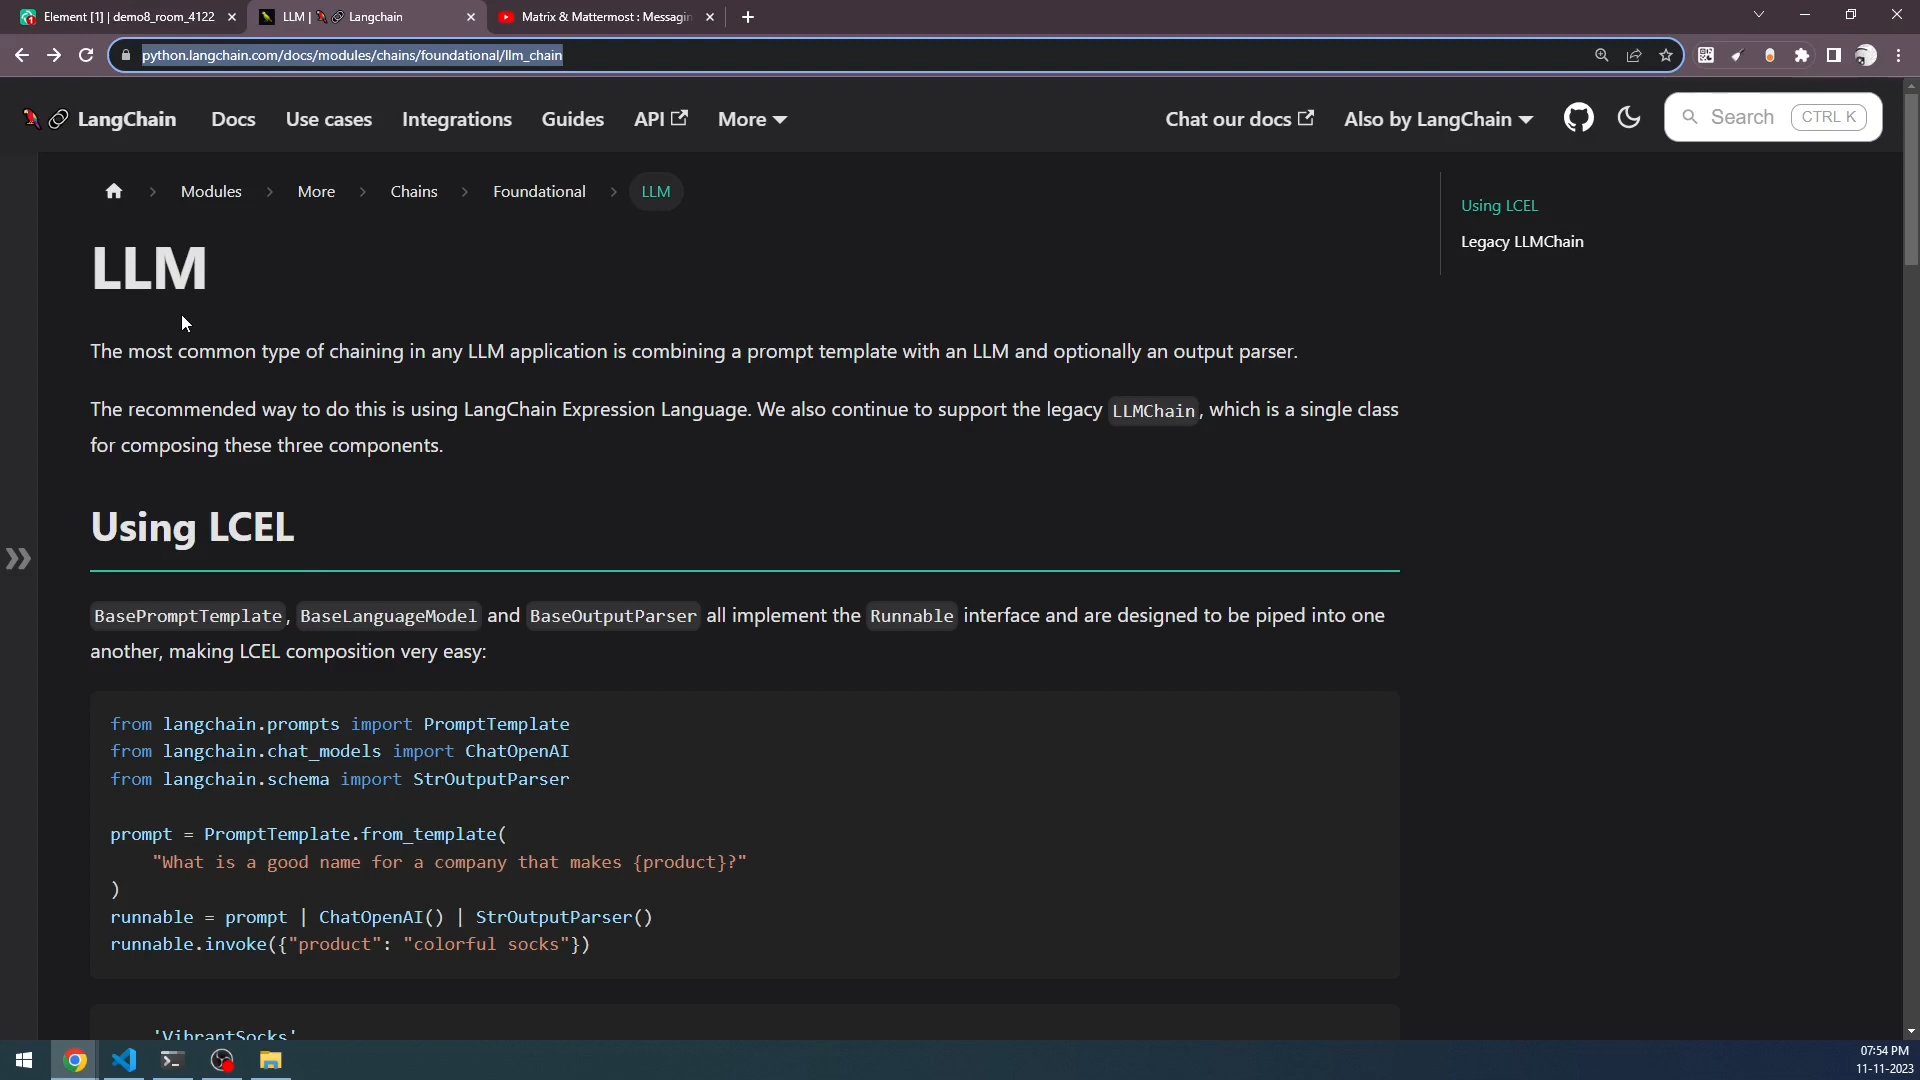 Element [1] | demo8_room_4122
LLM | Langchain
Matrix & Mattermost : Messagin
python.langchain.com/docs/modules/chains/foundational/llm_chain
LangChain
Docs
Use cases
Integrations
Guides
API
More
Chat our docs
Also by LangChain
Search
CTRL K
Modules
More
Chains
Foundational
LLM
Using LCEL
Legacy LLMChain
LLM
The most common type of chaining in any LLM application is combining a prompt template with an LLM and optionally an output parser.
The recommended way to do this is using LangChain Expression Language. We also continue to support the legacy LLMChain, which is a single class
for composing these three components.
Using LCEL
BasePromptTemplate, BaseLanguageModel and BaseOutputParser all implement the Runnable interface and are designed to be piped into one
another, making LCEL composition very easy:
from langchain.prompts import PromptTemplate
from langchain.chat_models import ChatOpenAI
from langchain.schema import StrOutputParser
prompt = PromptTemplate.from_template(
"What is a good name for a company that makes {product}?"
)
runnable = prompt | ChatOpenAI() | StrOutputParser()
runnable.invoke({"product": "colorful socks"})
'VibrantSocks'
07:54 PM
11-11-2023